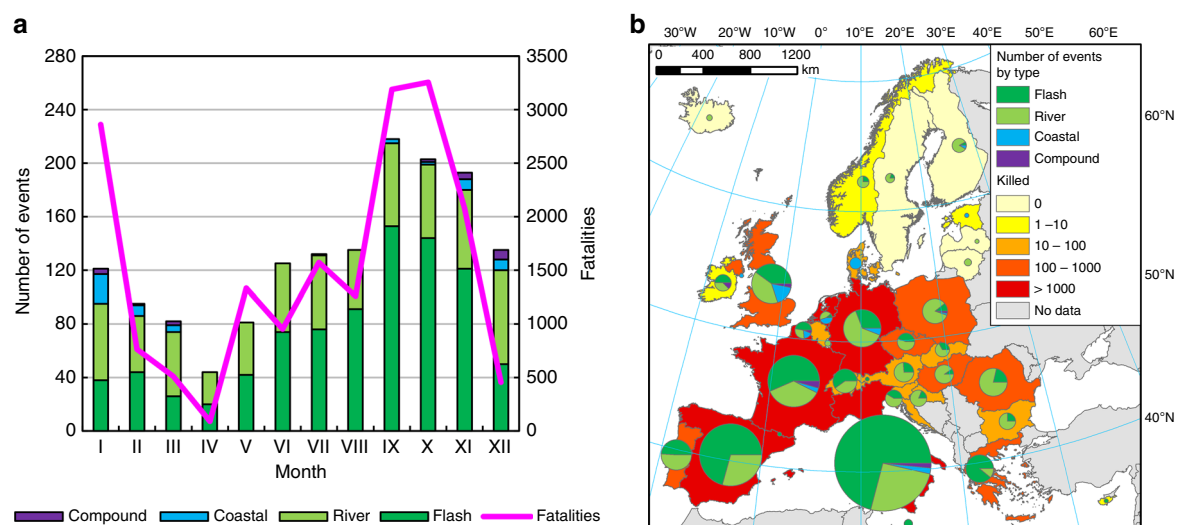 a
280
240
200
160
120
80
40
0
Number of events
3500
3000
2500
2000
1500
1000
500
0
Fatalities
I II III IV V VI VII VIII IX X XI XII
Month
Compound Coastal River Flash Fatalities
b
30°W 20°W 10°W 0° 10°E 20°E 30°E 40°E 50°E 60°E
0 400 800 1200
km
60°N
50°N
40°N
Number of events
by type
Flash
River
Coastal
Compound
Killed
0
1 –10
10 – 100
100 – 1000
> 1000
No data